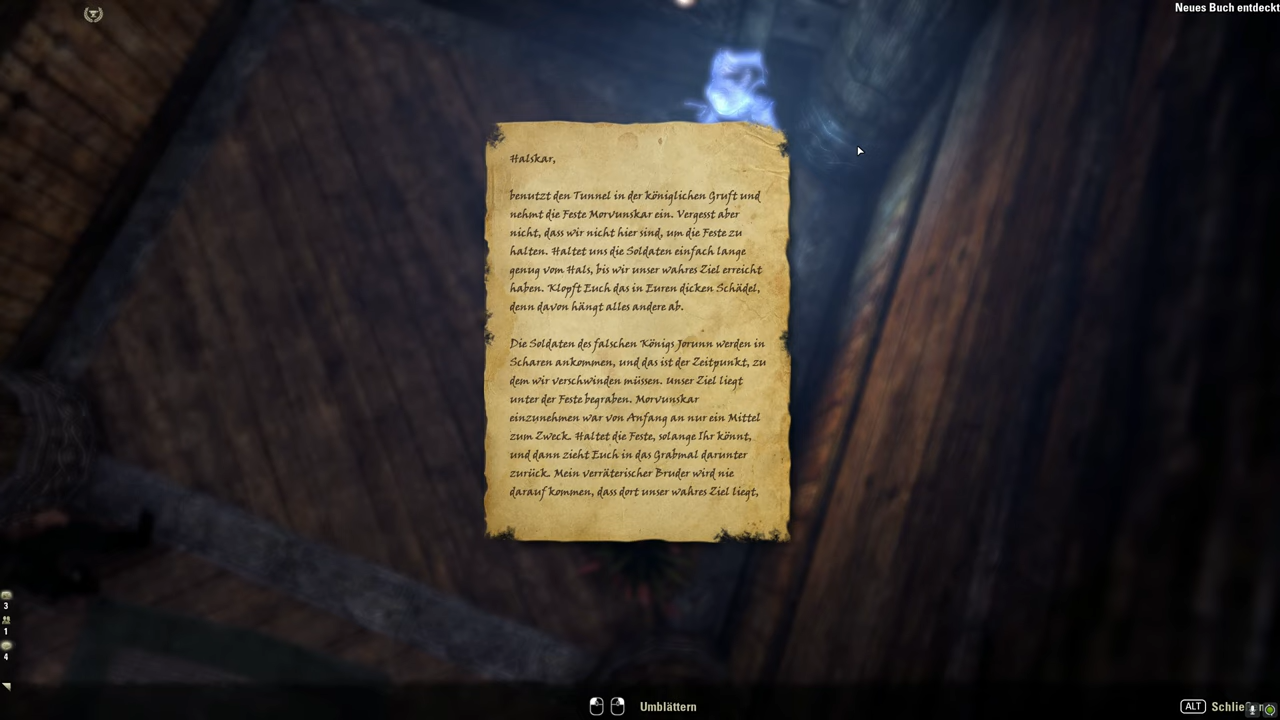 Neues Buch entdeckt
Halskar,
benutzt den Tunnel in der königlichen Gruft und
nehmt die Feste Morvunskar ein. Vergesst aber
nicht, dass wir nicht hier sind, um die Feste zu
halten. Haltet uns die Soldaten einfach lange
genug vom Hals, bis wir unser wahres Ziel erreicht
haben. Klopft Euch das in Euren dicken Schädel,
denn davon hängt alles andere ab.
Die Soldaten des falschen Königs Jorunn werden in
Scharen ankommen, und das ist der Zeitpunkt, zu
dem wir verschwinden müssen. Unser Ziel liegt
unter der Feste begraben. Morvunskar
einzunehmen war von Anfang an nur ein Mittel
zum Zweck. Haltet die Feste, solange Ihr könnt,
und dann zieht Euch in das Grabmal darunter
zurück. Mein verräterischer Bruder wird nie
darauf kommen, dass dort unser wahres Ziel liegt,
3
1
4
Umblättern
ALT